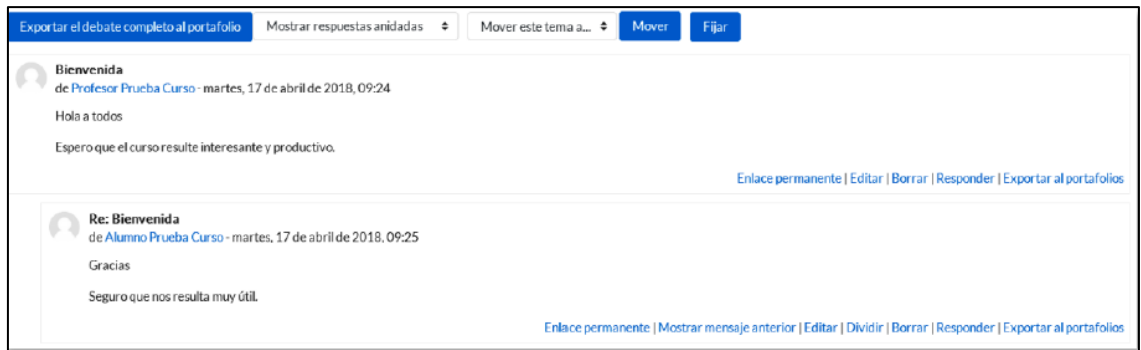 Exportar el debate completo al portafolio Mostrar respuestas anidadas Mover este tema a... Mover Fijar
Bienvenida
de Profesor Prueba Curso - martes, 17 de abril de 2018, 09:24
Hola a todos
Espero que el curso resulte interesante y productivo.
Enlace permanente | Editar | Borrar | Responder | Exportar al portafolios
Re: Bienvenida
de Alumno Prueba Curso - martes, 17 de abril de 2018, 09:25
Gracias
Seguro que nos resulta muy útil.
Enlace permanente | Mostrar mensaje anterior | Editar | Dividir | Borrar | Responder | Exportar al portafolios